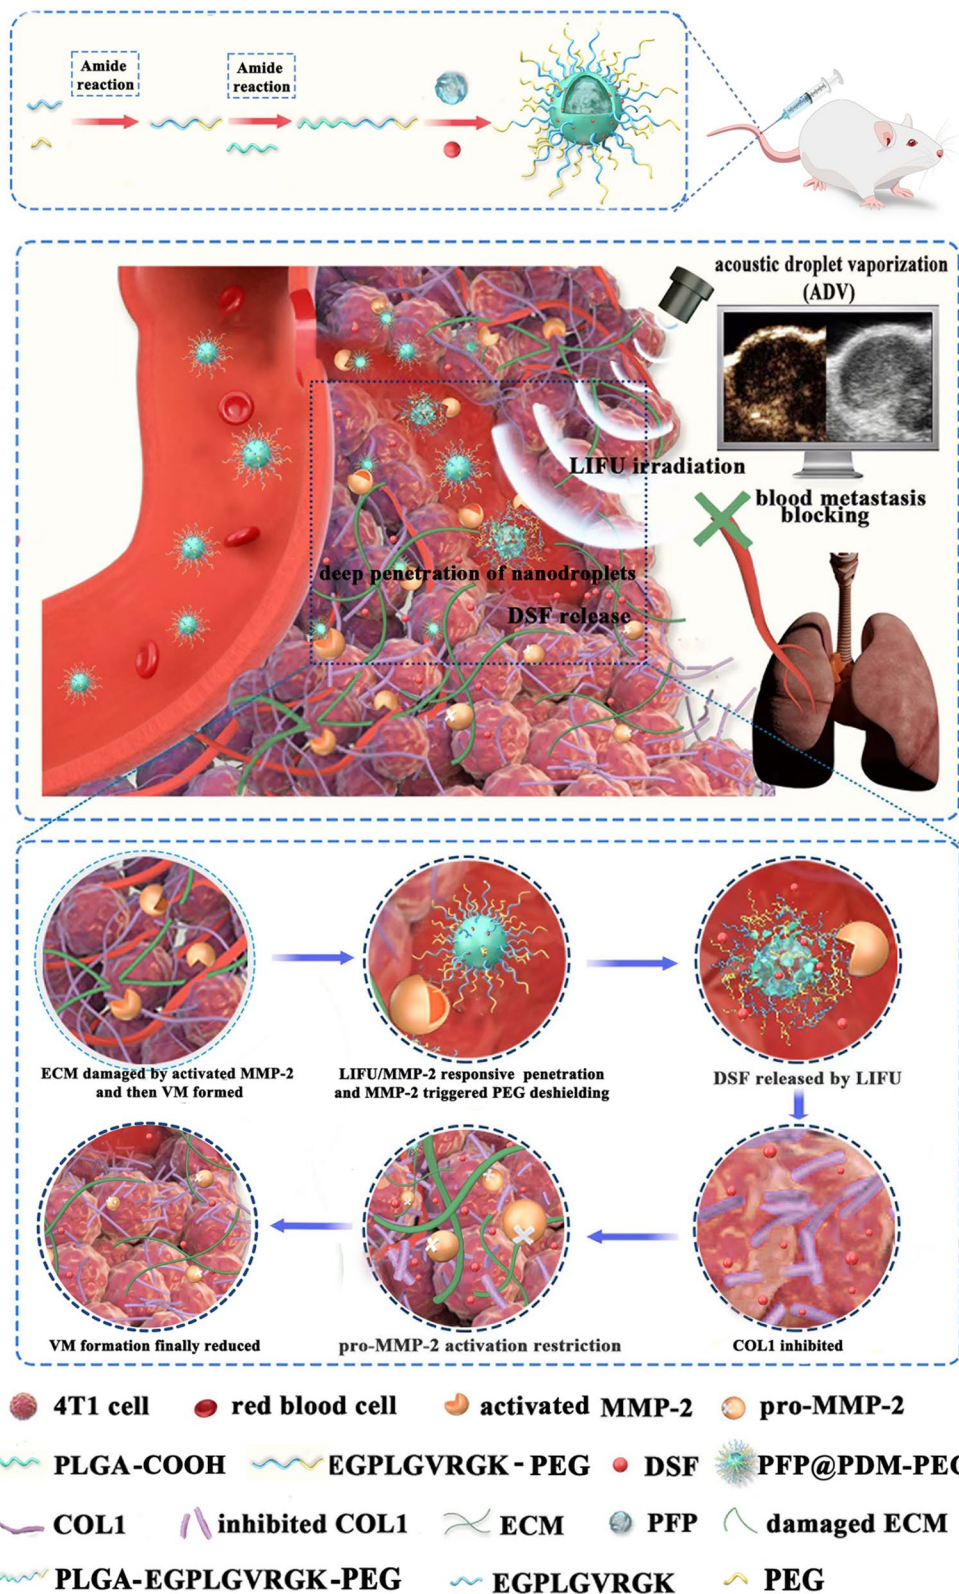 Amide
reaction
Amide
reaction
acoustic droplet vaporization
(ADV)
LIFU irradiation
blood metastasis
blocking
deep penetration of nanodroplets
DSF release
ECM damaged by activated MMP-2
and then VM formed
LIFU/MMP-2 responsive penetration
and MMP-2 triggered PEG deshielding
DSF released by LIFU
VM formation finally reduced
pro-MMP-2 activation restriction
COL1 inhibited
4T1 cell red blood cell activated MMP-2 pro-MMP-2
PLGA-COOH EGPLGVRGK-PEG DSF PFP@PDM-PEG
COL1 inhibited COL1 ECM PFP damaged ECM
PLGA-EGPLGVRGK-PEG EGPLGVRGK PEG